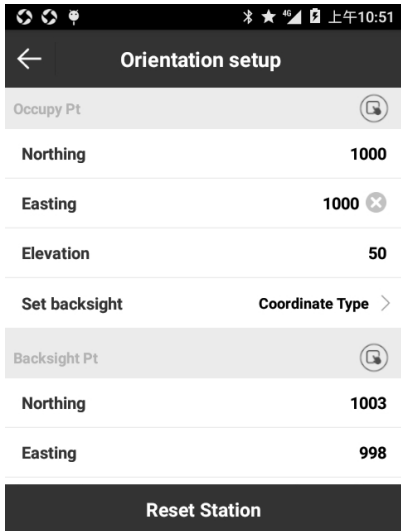 4G 上午10:51
Orientation setup
Occupy Pt
Northing 1000
Easting 1000
Elevation 50
Set backsight Coordinate Type
Backsight Pt
Northing 1003
Easting 998
Reset Station